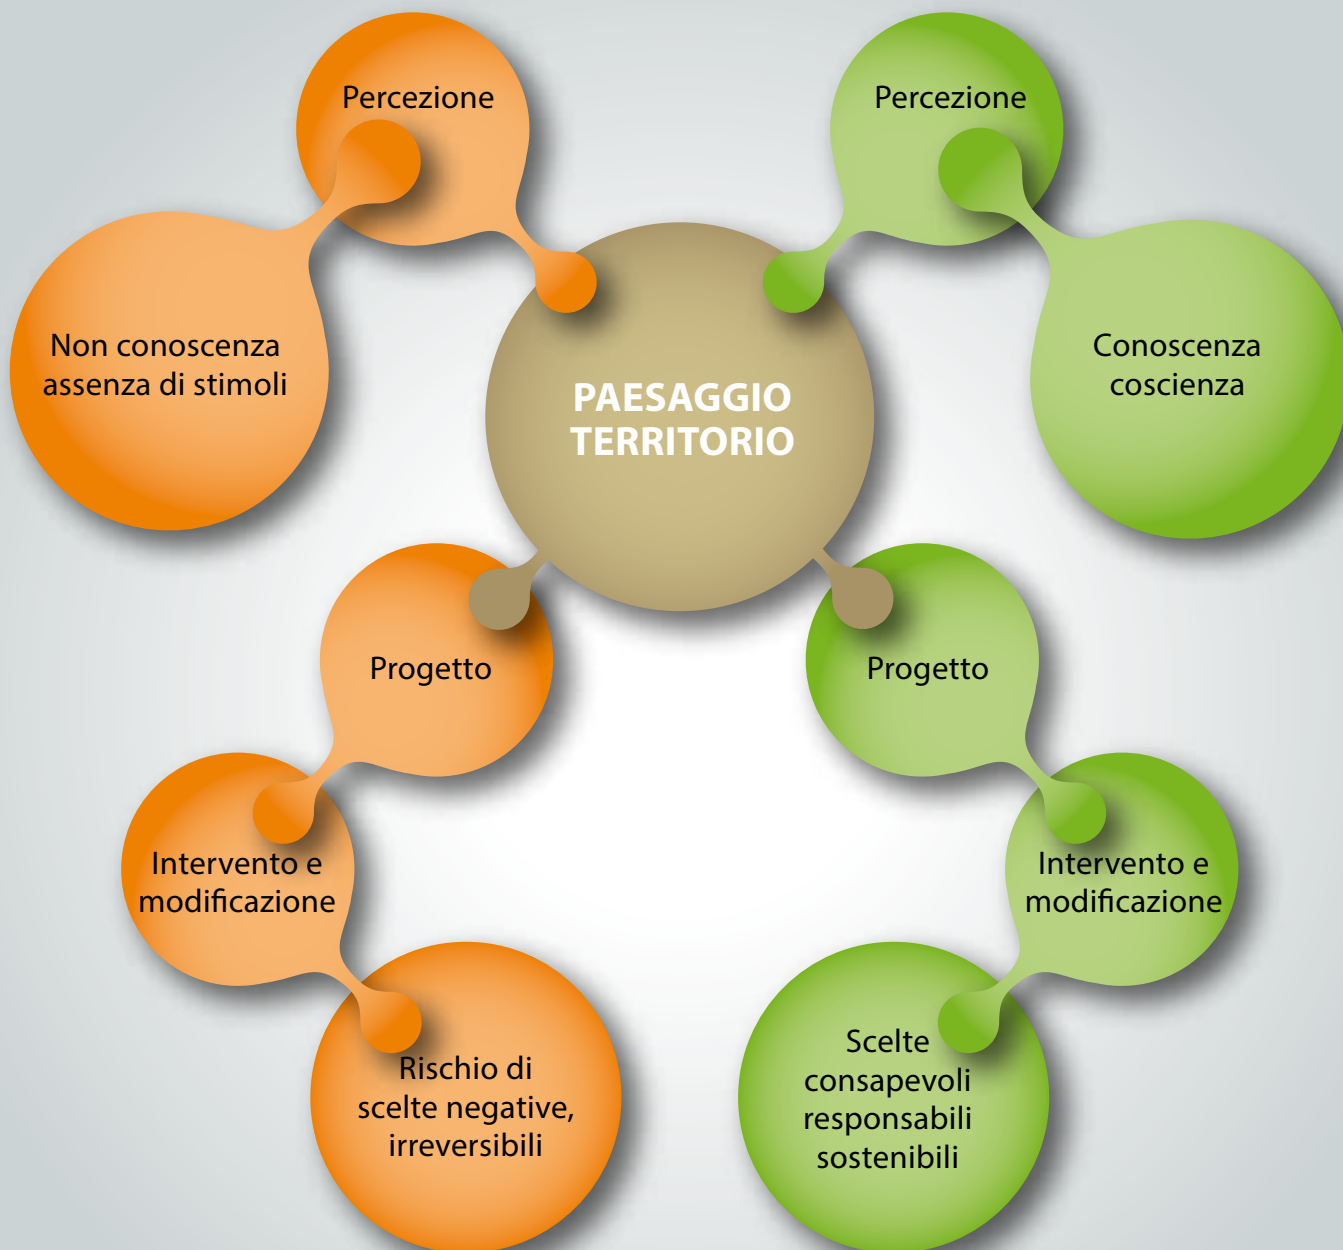 Percezione
Percezione
Non conoscenza
assenza di stimoli
PAESAGGIO
TERRITORIO
Conoscenza
coscienza
Progetto
Progetto
Intervento e
modificazione
Intervento e
modificazione
Rischio di
scelte negative,
irreversibili
Scelte
consapevoli
responsabili
sostenibili